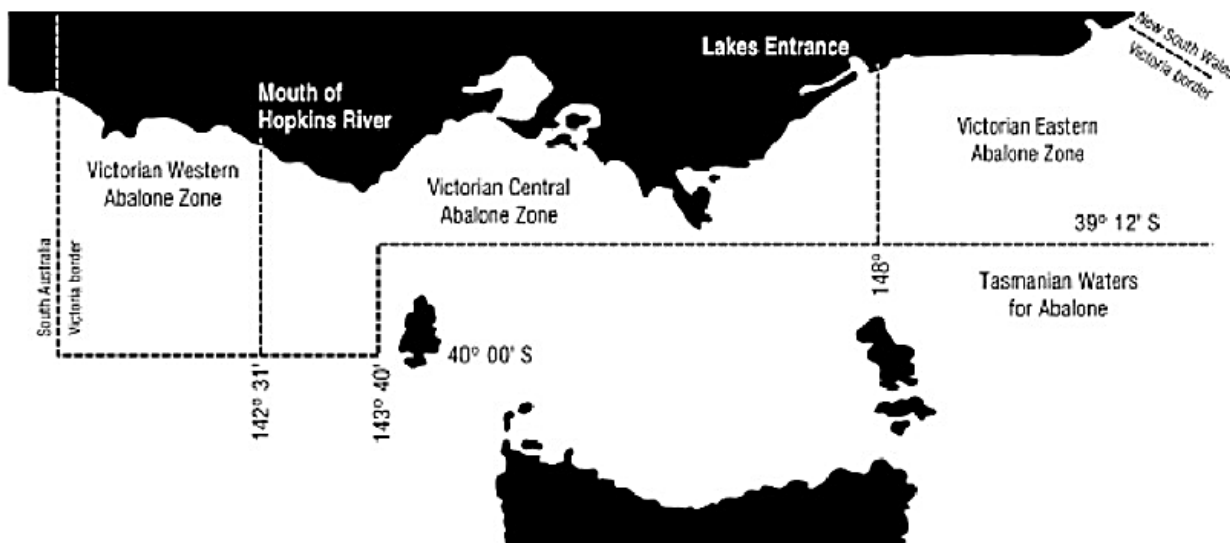 New South Wales
Victoria border
Lakes Entrance
Mouth of
Hopkins River
Victorian Eastern
Abalone Zone
Victorian Western
Abalone Zone
Victorian Central
Abalone Zone
39° 12' S
South Australia
Victoria border
148°
Tasmanian Waters
for Abalone
40° 00' S
142° 31'
143° 40'